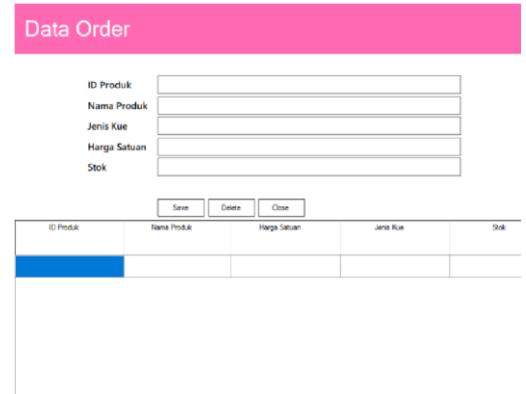 Data Order
ID Produk
Nama Produk
Jenis Kue
Harga Satuan
Stok
Save Delete Close
ID Produk Nama Produk Harga Satuan Jenis Kue Stok